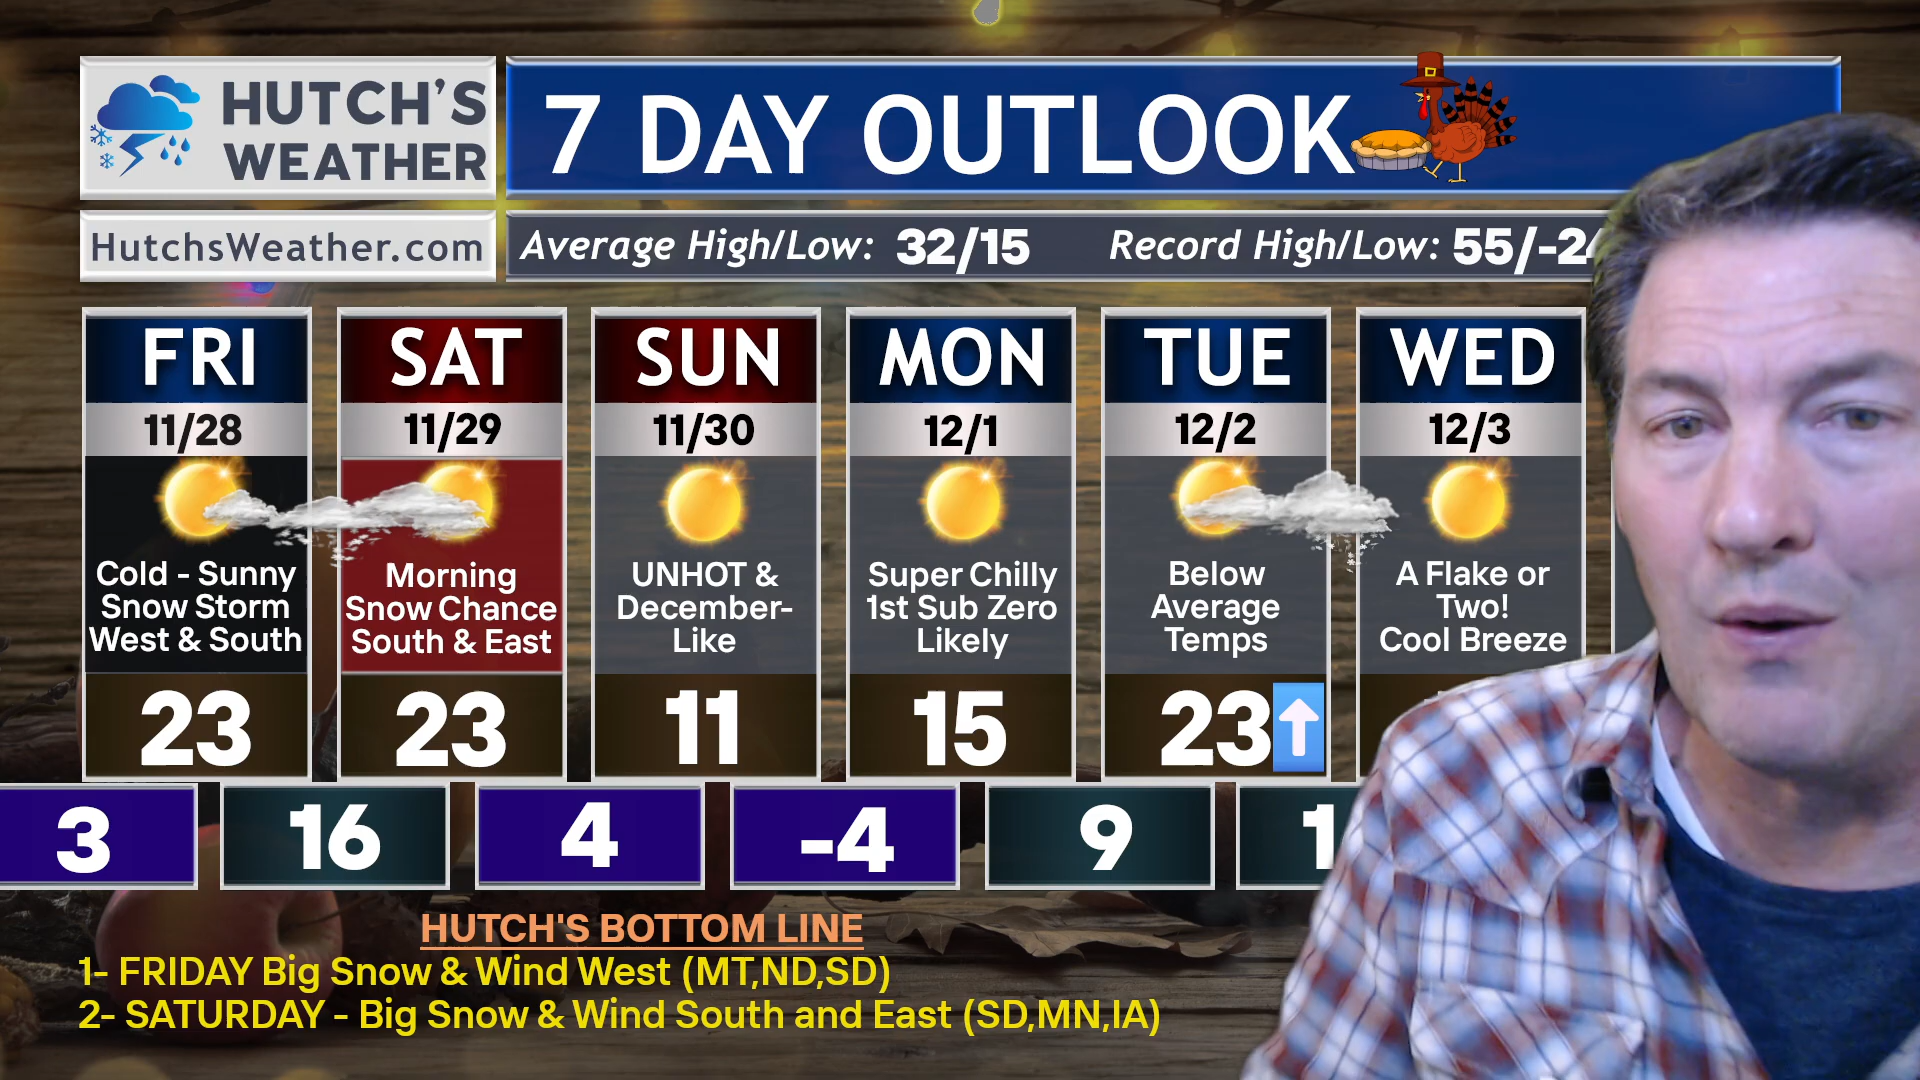 HUTCH'S
WEATHER
7 DAY OUTLOOK
HutchsWeather.com
Average High/Low: 32/15
Record High/Low: 55/-24
FRI
11/28
Cold - Sunny
Snow Storm
West & South
23
SAT
11/29
Morning
Snow Chance
South & East
23
SUN
11/30
UNHOT &
December-
Like
11
MON
12/1
Super Chilly
1st Sub Zero
Likely
15
TUE
12/2
Below
Average
Temps
23
WED
12/3
A Flake or
Two!
Cool Breeze
3
16
4
-4
9
HUTCH'S BOTTOM LINE
1- FRIDAY Big Snow & Wind West (MT,ND,SD)
2- SATURDAY - Big Snow & Wind South and East (SD,MN,IA)